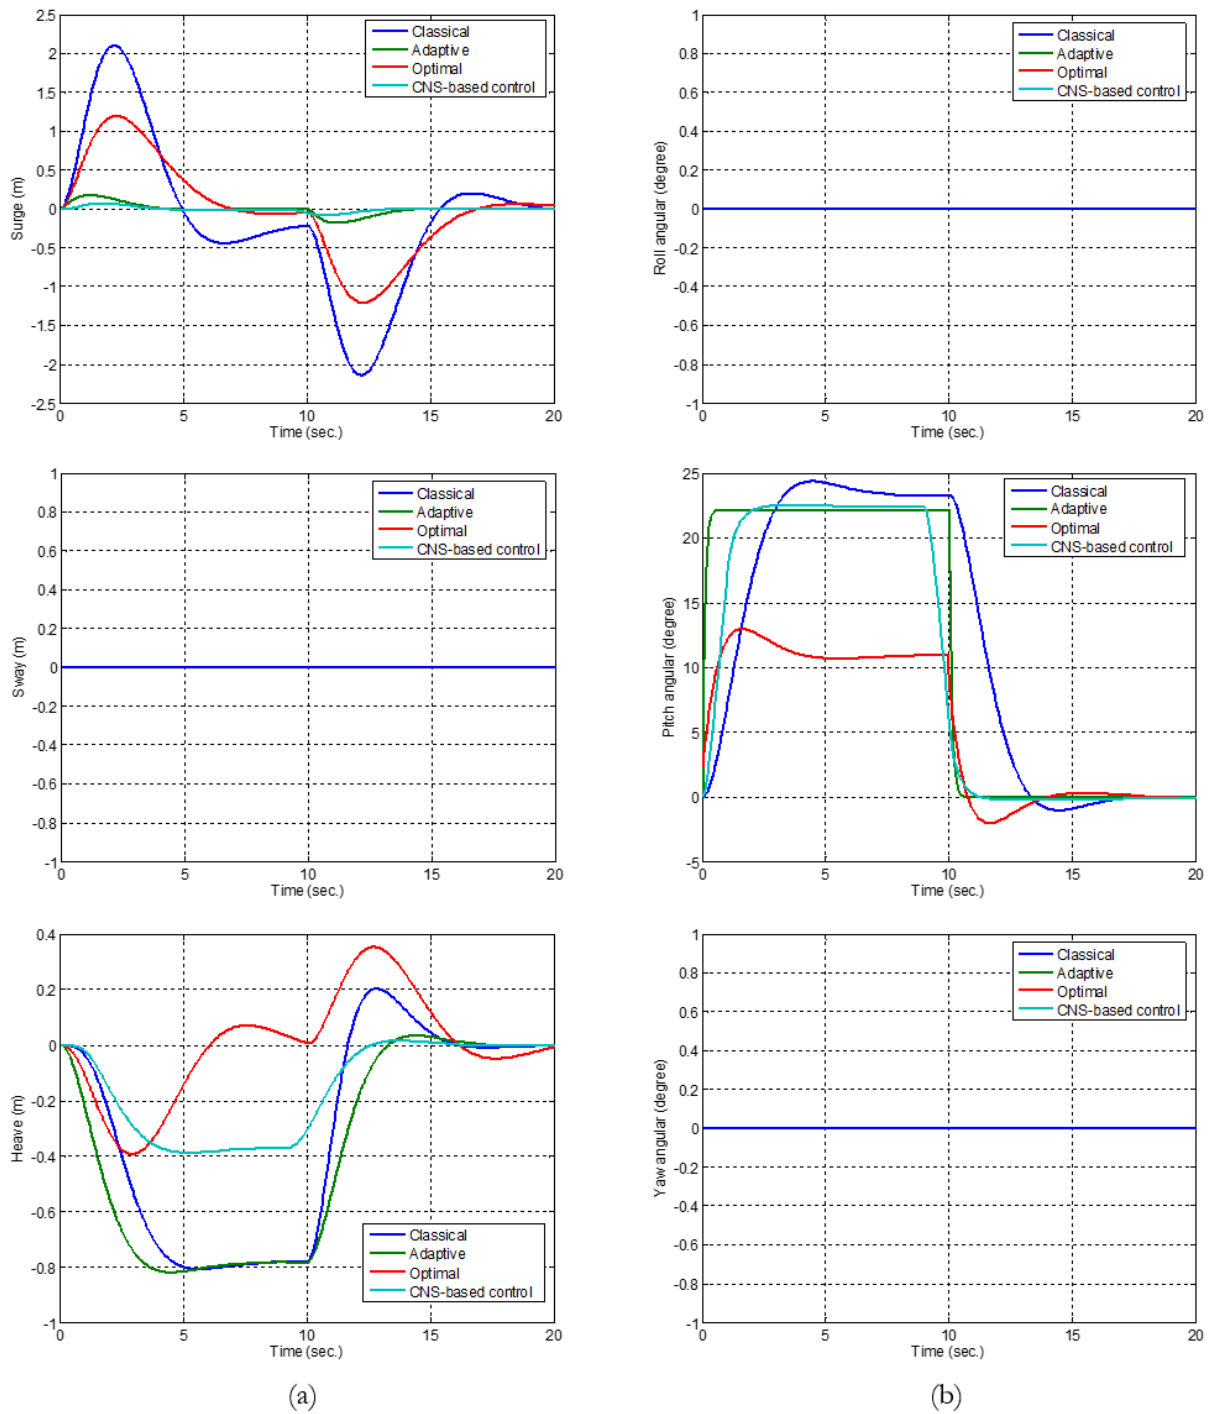 2.5
2
1.5
1
0.5
0
-0.5
-1
-1.5
-2
-2.5
Surge (m)
Classical
Adaptive
Optimal
CNS-based control
0 5 10 15 20
Time (sec.)
1
0.8
0.6
0.4
0.2
0
-0.2
-0.4
-0.6
-0.8
-1
Roll angular (degree)
Classical
Adaptive
Optimal
CNS-based control
0 5 10 15 20
Time (sec.)
1
0.8
0.6
0.4
0.2
0
-0.2
-0.4
-0.6
-0.8
-1
Sway (m)
Classical
Adaptive
Optimal
CNS-based control
0 5 10 15 20
Time (sec.)
25
20
15
10
5
0
-5
Pitch angular (degree)
Classical
Adaptive
Optimal
CNS-based control
0 5 10 15 20
Time (sec.)
0.4
0.2
0
-0.2
-0.4
-0.6
-0.8
-1
Heave (m)
Classical
Adaptive
Optimal
CNS-based control
0 5 10 15 20
Time (sec.)
1
0.8
0.6
0.4
0.2
0
-0.2
-0.4
-0.6
-0.8
-1
Yaw angular (degree)
Classical
Adaptive
Optimal
CNS-based control
0 5 10 15 20
Time (sec.)
(a)
(b)